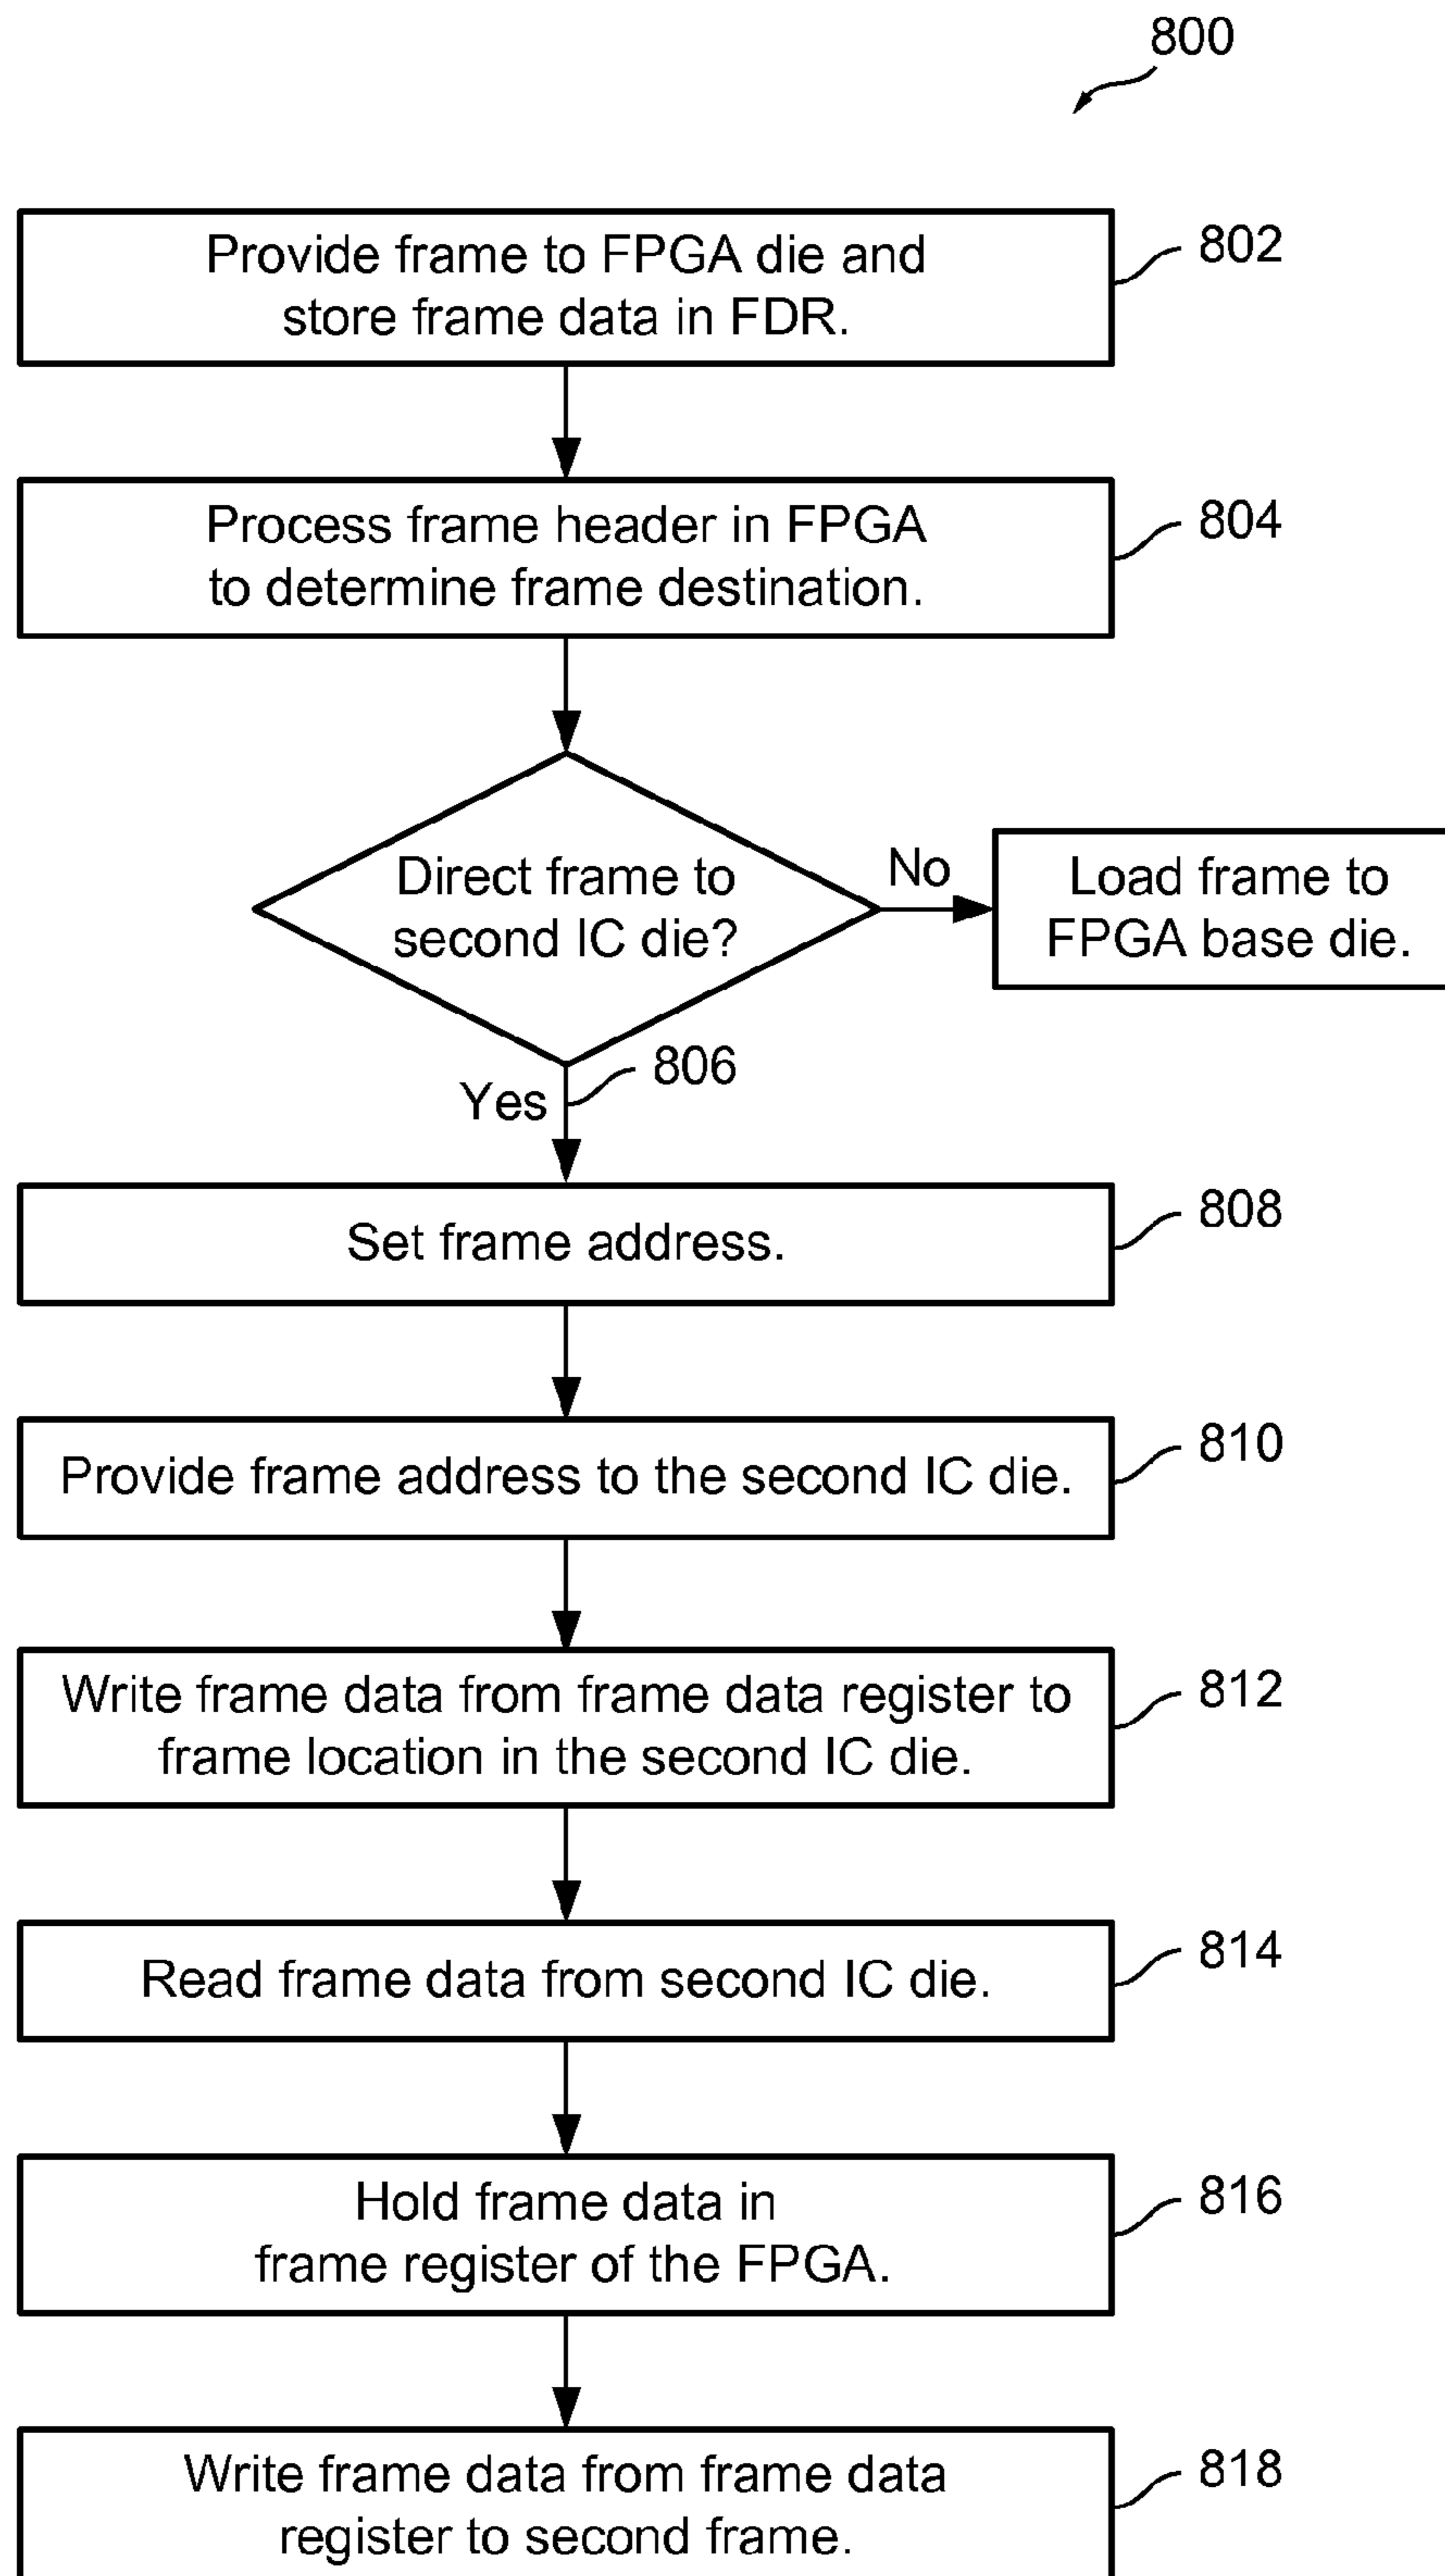 800
Provide frame to FPGA die and
store frame data in FDR.
802
Process frame header in FPGA
to determine frame destination.
804
Direct frame to
second IC die?
No
Load frame to
FPGA base die.
Yes
806
Set frame address.
808
Provide frame address to the second IC die.
810
Write frame data from frame data register to
frame location in the second IC die.
812
Read frame data from second IC die.
814
Hold frame data in
frame register of the FPGA.
816
Write frame data from frame data
register to second frame.
818